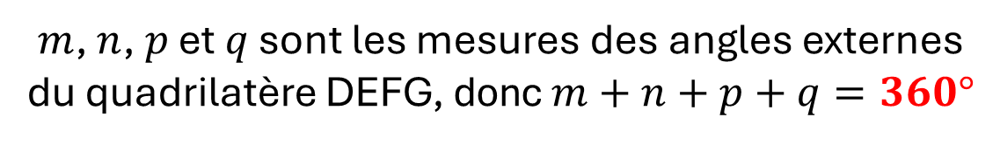 m, n, p et q sont les mesures des angles externes
du quadrilatère DEFG, donc m + n + p + q = 360°